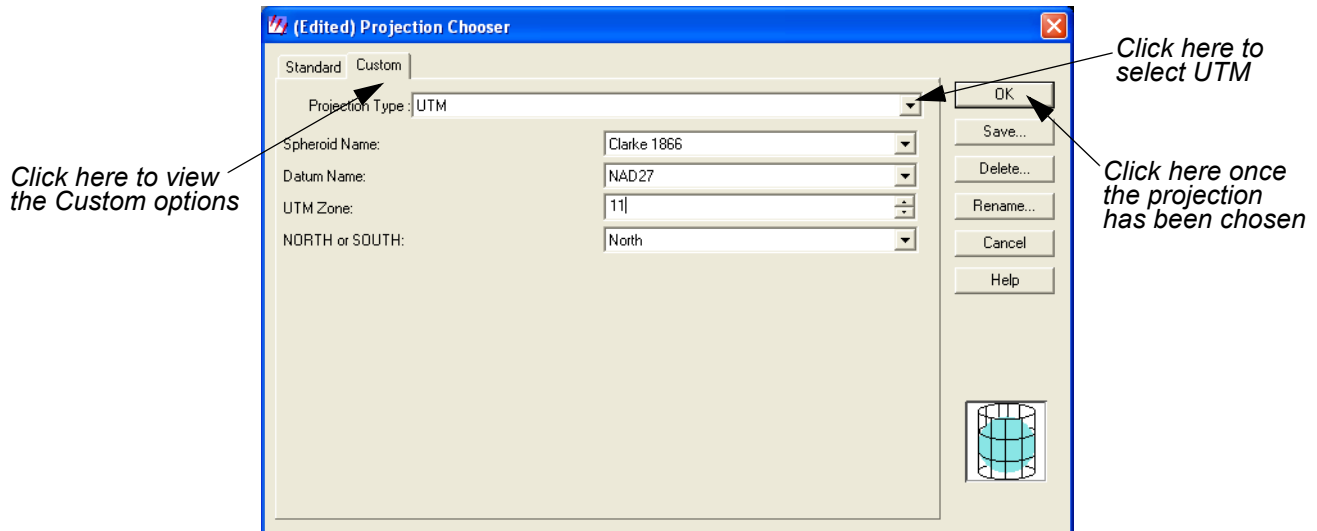 (Edited) Projection Chooser
Click here to
select UTM
Standard Custom
Projection Type : UTM
OK
Spheroid Name: Clarke 1866
Save...
Click here to view
the Custom options
Datum Name: NAD27
Delete...
Click here once
the projection
has been chosen
UTM Zone: 11
Rename...
NORTH or SOUTH: North
Cancel
Help